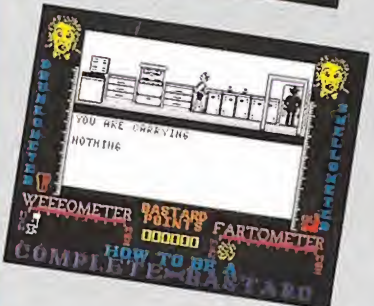 DRUNKOMETER
SMELLOMETER
YOU ARE CARRYING
NOTHING
WEEEOMETER
BASTARD
POINTS
000000
FARTOMETER
HOW TO BE A
COMPLETE BASTARD